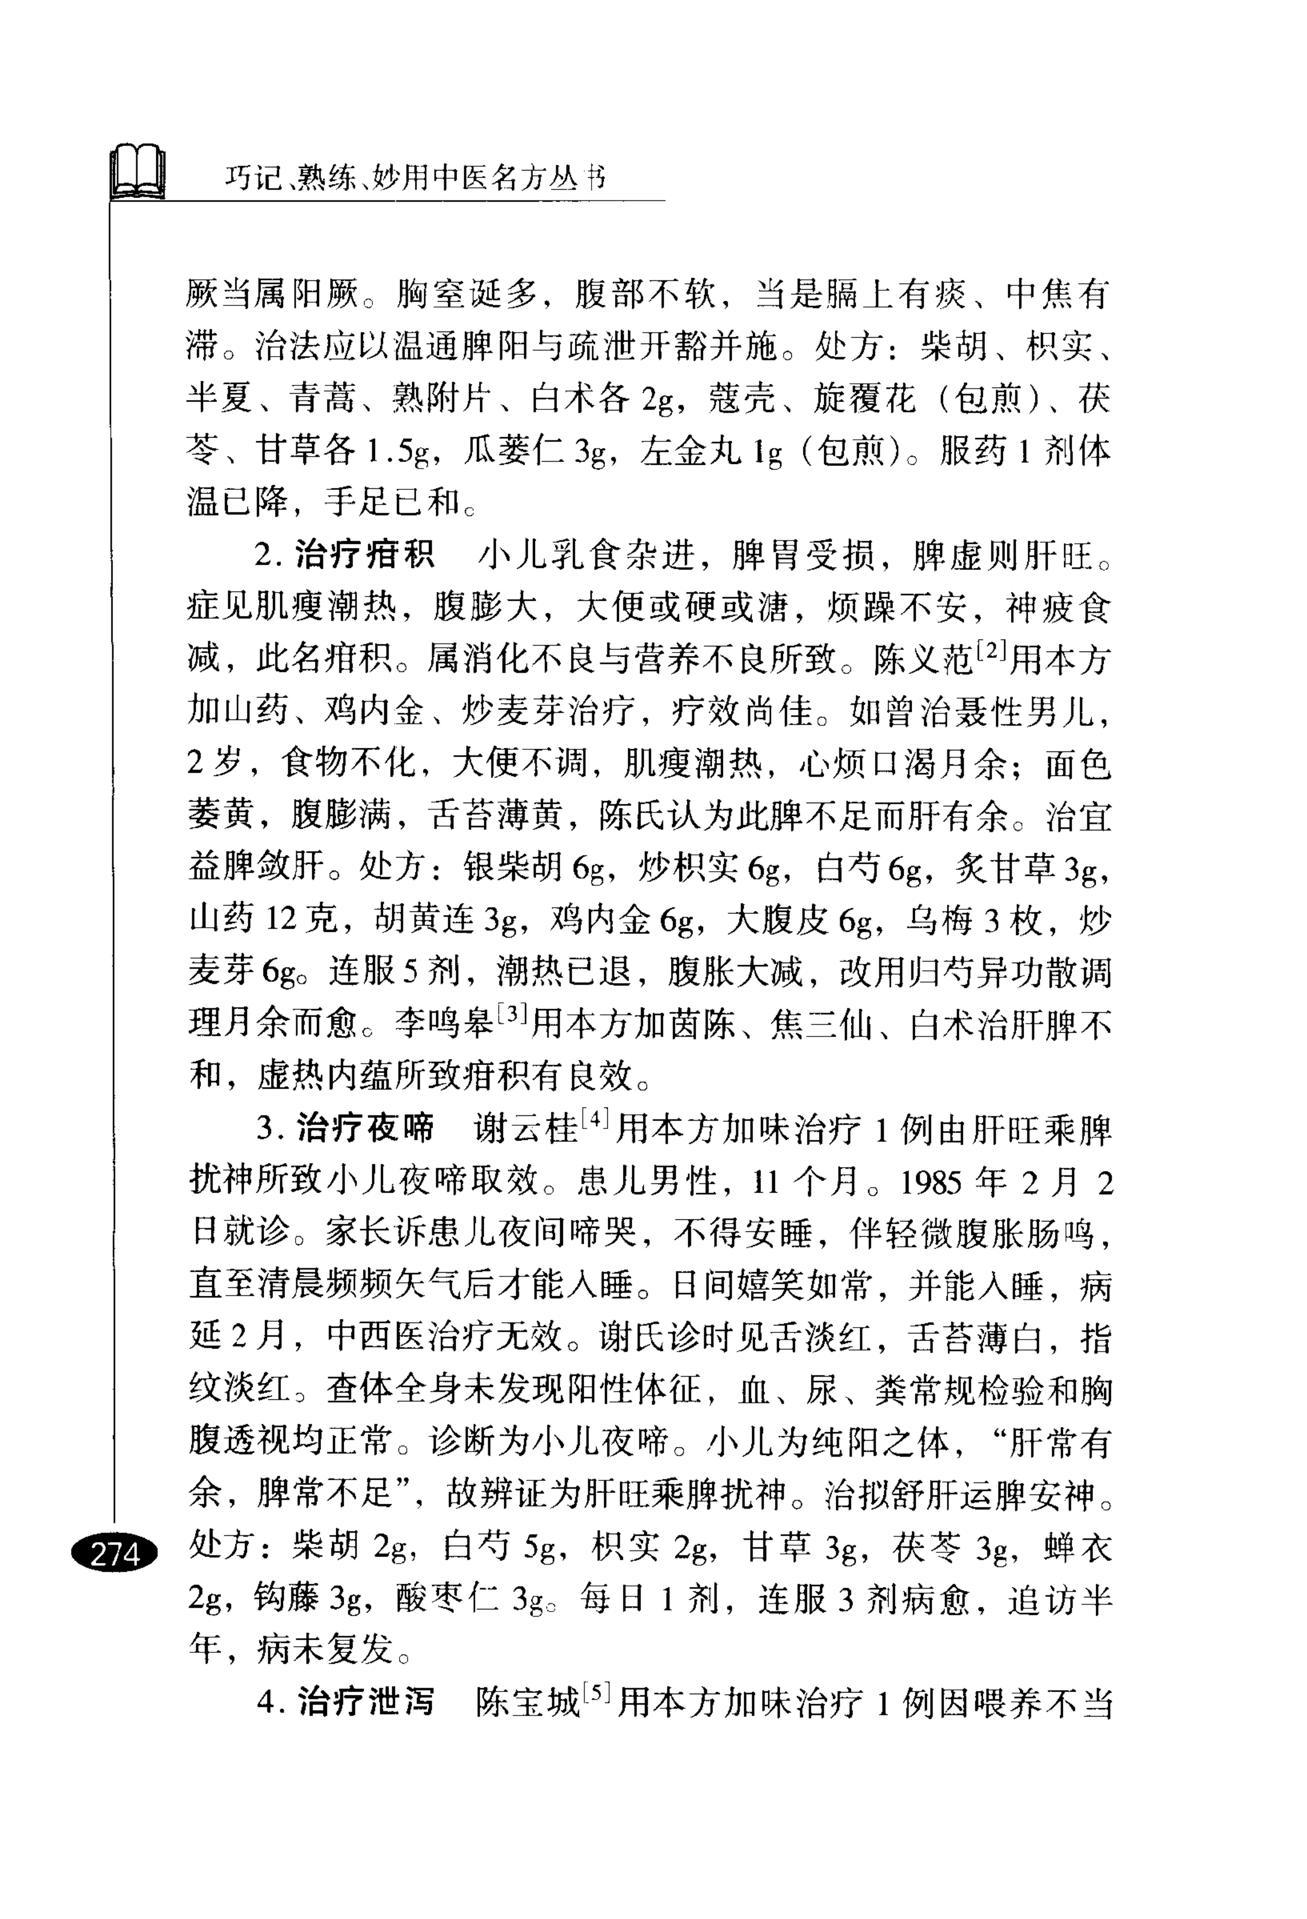 巧记、熟练、妙用中医名方丛书
厥当属阳厥。胸窒诞多，腹部不软，当是膈上有痰、中焦有
滞。治法应以温通脾阳与疏泄开豁并施。处方：柴胡、枳实、
半夏、青蒿、熟附片、白术各 2g，蔻壳、旋覆花（包煎）、茯
苓、甘草各 1.5g，瓜蒌仁 3g，左金丸 1g（包煎）。服药 1 剂体
温已降，手足已和。
2. 治疗疳积　小儿乳食杂进，脾胃受损，脾虚则肝旺。
症见肌瘦潮热，腹膨大，大便或硬或溏，烦躁不安，神疲食
减，此名疳积。属消化不良与营养不良所致。陈义范[2]用本方
加山药、鸡内金、炒麦芽治疗，疗效尚佳。如曾治聂性男儿，
2 岁，食物不化，大便不调，肌瘦潮热，心烦口渴月余；面色
萎黄，腹膨满，舌苔薄黄，陈氏认为此脾不足而肝有余。治宜
益脾敛肝。处方：银柴胡 6g，炒枳实 6g，白芍 6g，炙甘草 3g，
山药 12 克，胡黄连 3g，鸡内金 6g，大腹皮 6g，乌梅 3 枚，炒
麦芽 6g。连服 5 剂，潮热已退，腹胀大减，改用归芍异功散调
理月余而愈。李鸣皋[3]用本方加茵陈、焦三仙、白术治肝脾不
和，虚热内蕴所致疳积有良效。
3. 治疗夜啼　谢云桂[4]用本方加味治疗 1 例由肝旺乘脾
扰神所致小儿夜啼取效。患儿男性，11 个月。1985 年 2 月 2
日就诊。家长诉患儿夜间啼哭，不得安睡，伴轻微腹胀肠鸣，
直至清晨频频矢气后才能入睡。日间嬉笑如常，并能入睡，病
延 2 月，中西医治疗无效。谢氏诊时见舌淡红，舌苔薄白，指
纹淡红。查体全身未发现阳性体征，血、尿、粪常规检验和胸
腹透视均正常。诊断为小儿夜啼。小儿为纯阳之体，“肝常有
余，脾常不足”，故辨证为肝旺乘脾扰神。治拟舒肝运脾安神。
处方：柴胡 2g，白芍 5g，枳实 2g，甘草 3g，茯苓 3g，蝉衣
2g，钩藤 3g，酸枣仁 3g。每日 1 剂，连服 3 剂病愈，追访半
年，病未复发。
4. 治疗泄泻　陈宝城[5]用本方加味治疗 1 例因喂养不当
274